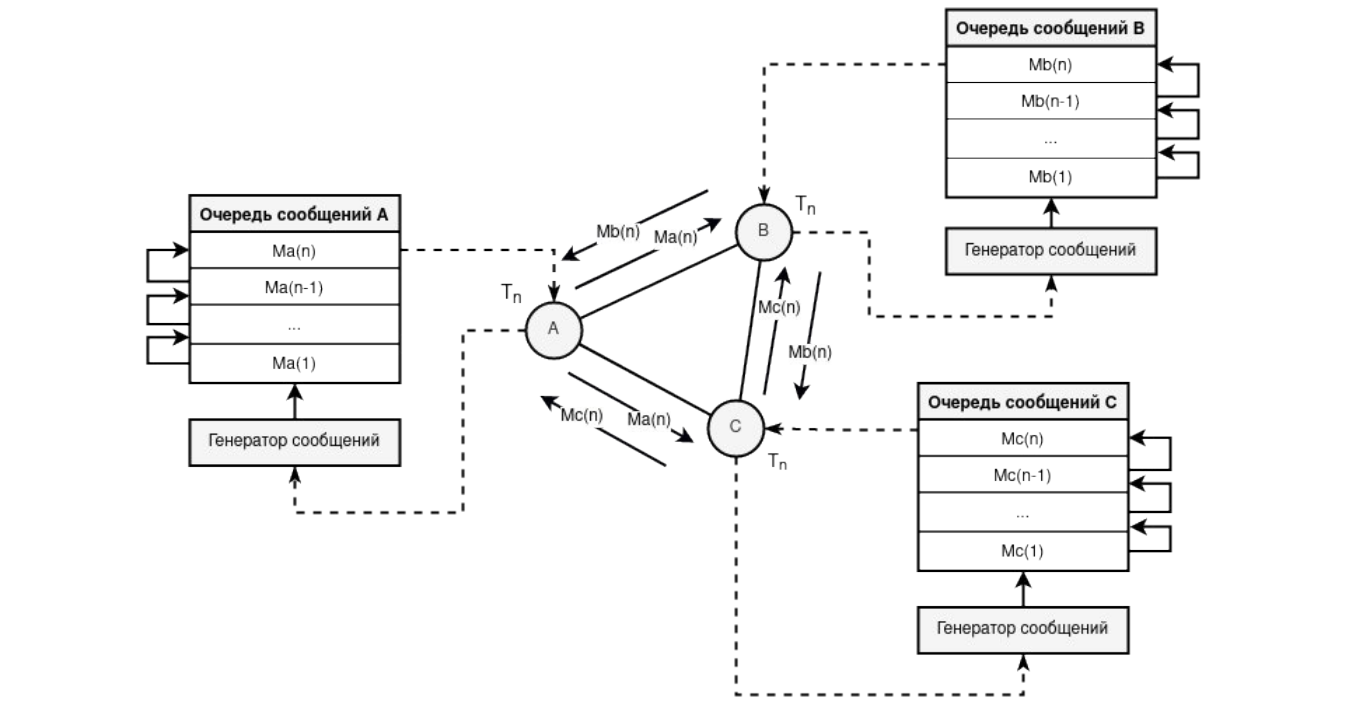 Очередь сообщений B
Mb(n)
Mb(n-1)
...
Mb(1)
Генератор сообщений
Очередь сообщений A
Ma(n)
Ma(n-1)
...
Ma(1)
Генератор сообщений
Tn
A
Tn
B
Tn
C
Mb(n)
Ma(n)
Mc(n)
Mb(n)
Mc(n)
Ma(n)
Очередь сообщений C
Mc(n)
Mc(n-1)
...
Mc(1)
Генератор сообщений